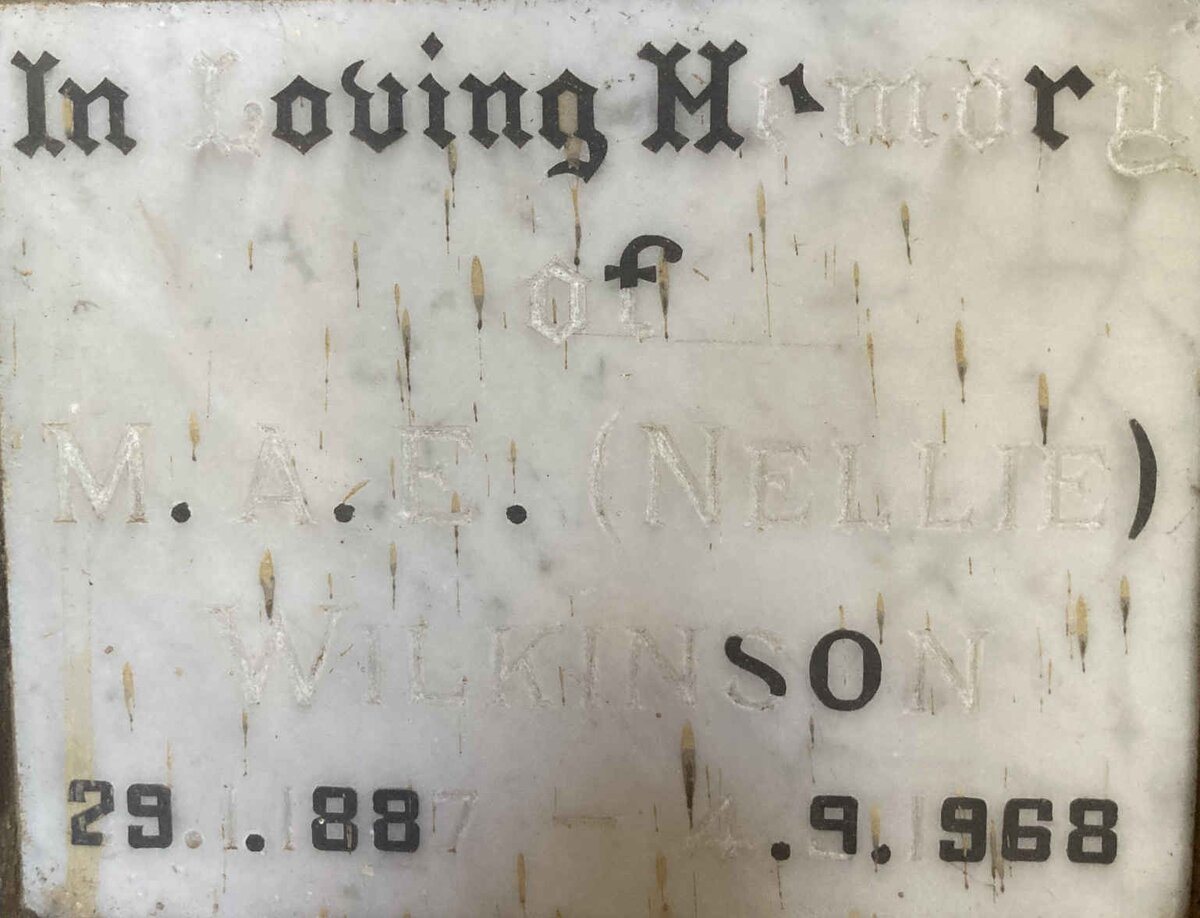 In Loving Memory
of
M. A. E. (NELLIE)
WILKINSON
29.1.1887 - 4.9.1968